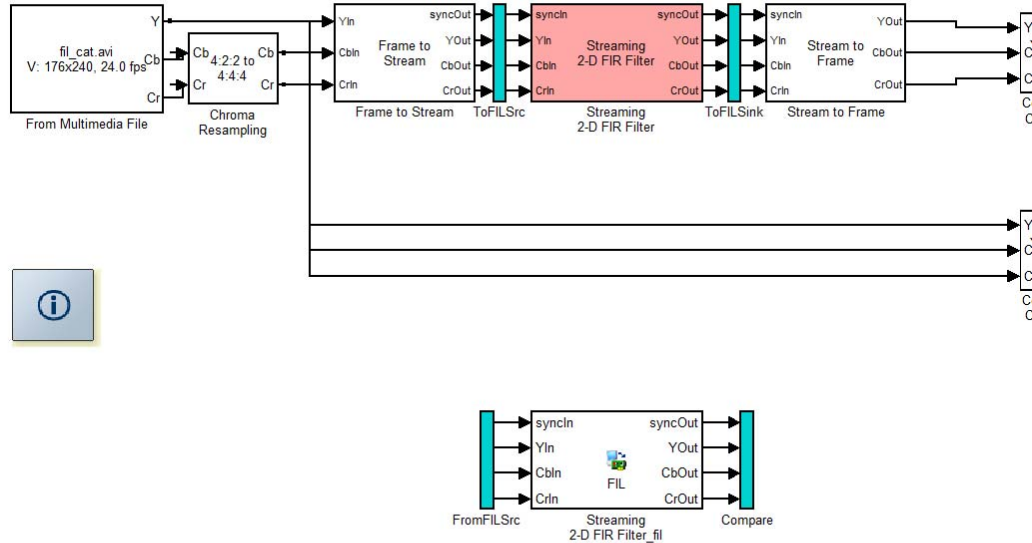 fil_cat.avi
V: 176x240, 24.0 fps
Y
Cb
Cr
From Multimedia File
Cb
Cr
4:2:2 to
4:4:4
Cb
Cr
Chroma
Resampling
YIn
CbIn
CrIn
Frame to
Stream
syncOut
YOut
CbOut
CrOut
Frame to Stream
ToFILSrc
syncIn
YIn
CbIn
CrIn
Streaming
2-D FIR Filter
syncOut
YOut
CbOut
CrOut
Streaming
2-D FIR Filter
ToFILSink
syncIn
YIn
CbIn
CrIn
Stream to
Frame
YOut
CbOut
CrOut
Stream to Frame
Y
C
C
C
C
Y
C
C
C
C
i
FromFILSrc
syncIn
YIn
CbIn
CrIn
FIL
syncOut
YOut
CbOut
CrOut
Streaming
2-D FIR Filter_fil
Compare